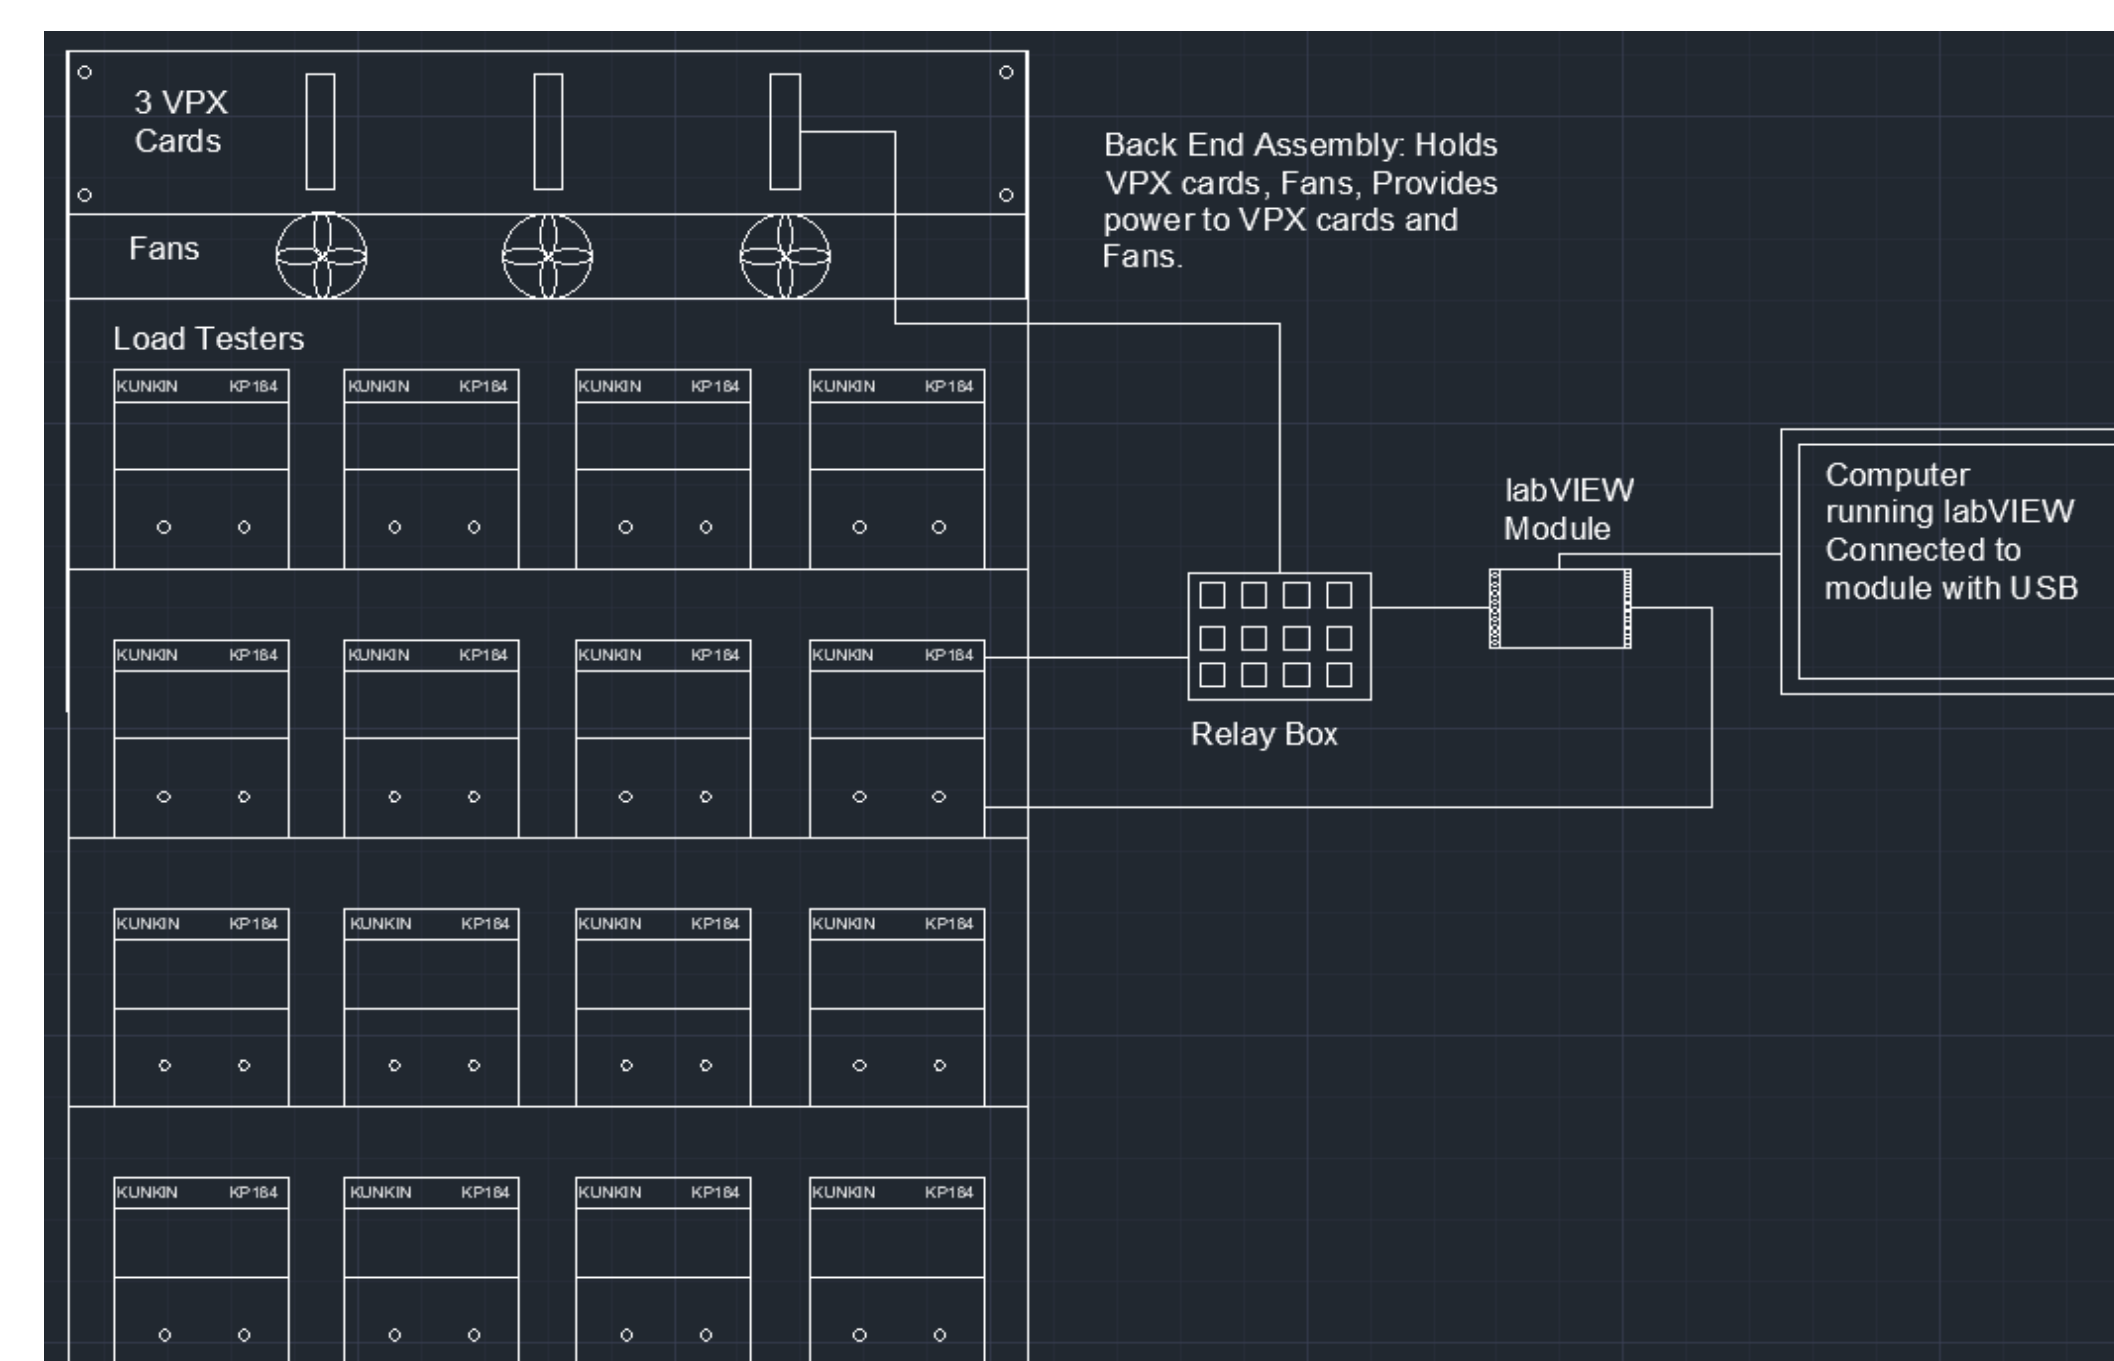 3 VPX
Cards
Fans
Back End Assembly: Holds
VPX cards, Fans, Provides
power to VPX cards and
Fans.
Load Testers
KUNKIN KP184 KUNKIN KP184 KUNKIN KP184 KUNKIN KP184
labVIEW
Module
Computer
running labVIEW
Connected to
module with USB
KUNKIN KP184 KUNKIN KP184 KUNKIN KP184 KUNKIN KP184
Relay Box
KUNKIN KP184 KUNKIN KP184 KUNKIN KP184 KUNKIN KP184
KUNKIN KP184 KUNKIN KP184 KUNKIN KP184 KUNKIN KP184